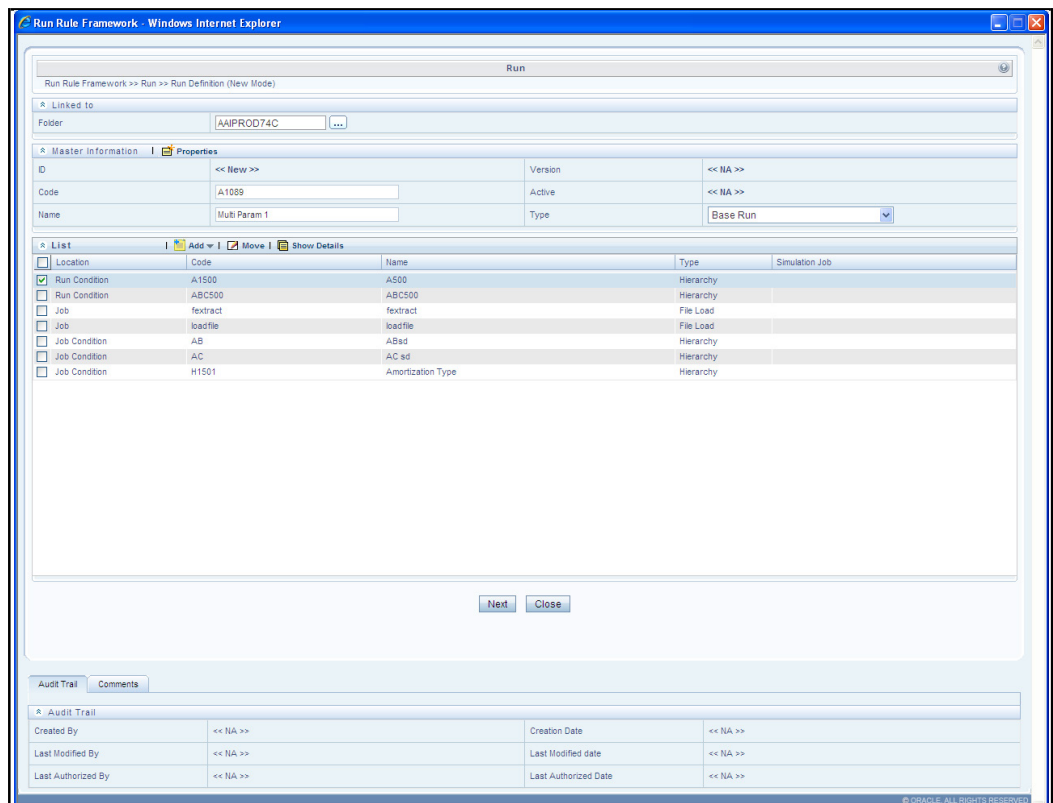 Run Rule Framework - Windows Internet Explorer
Run
Run Rule Framework >> Run >> Run Definition (New Mode)
Linked to
Folder AAIPROD74C ...
Master Information | Properties
ID << New >> Version << NA >>
Code A1089 Active << NA >>
Name Multi Param 1 Type Base Run
List | Add | Move | Show Details
Location Code Name Type Simulation Job
Run Condition A1500 A500 Hierarchy
Run Condition ABC500 ABC500 Hierarchy
Job fextract fextract File Load
Job loadfile loadfile File Load
Job Condition AB ABsd Hierarchy
Job Condition AC AC sd Hierarchy
Job Condition H1501 Amortization Type Hierarchy
Next Close
Audit Trail Comments
Audit Trail
Created By << NA >> Creation Date << NA >>
Last Modified By << NA >> Last Modified date << NA >>
Last Authorized By << NA >> Last Authorized Date << NA >>
© ORACLE. ALL RIGHTS RESERVED